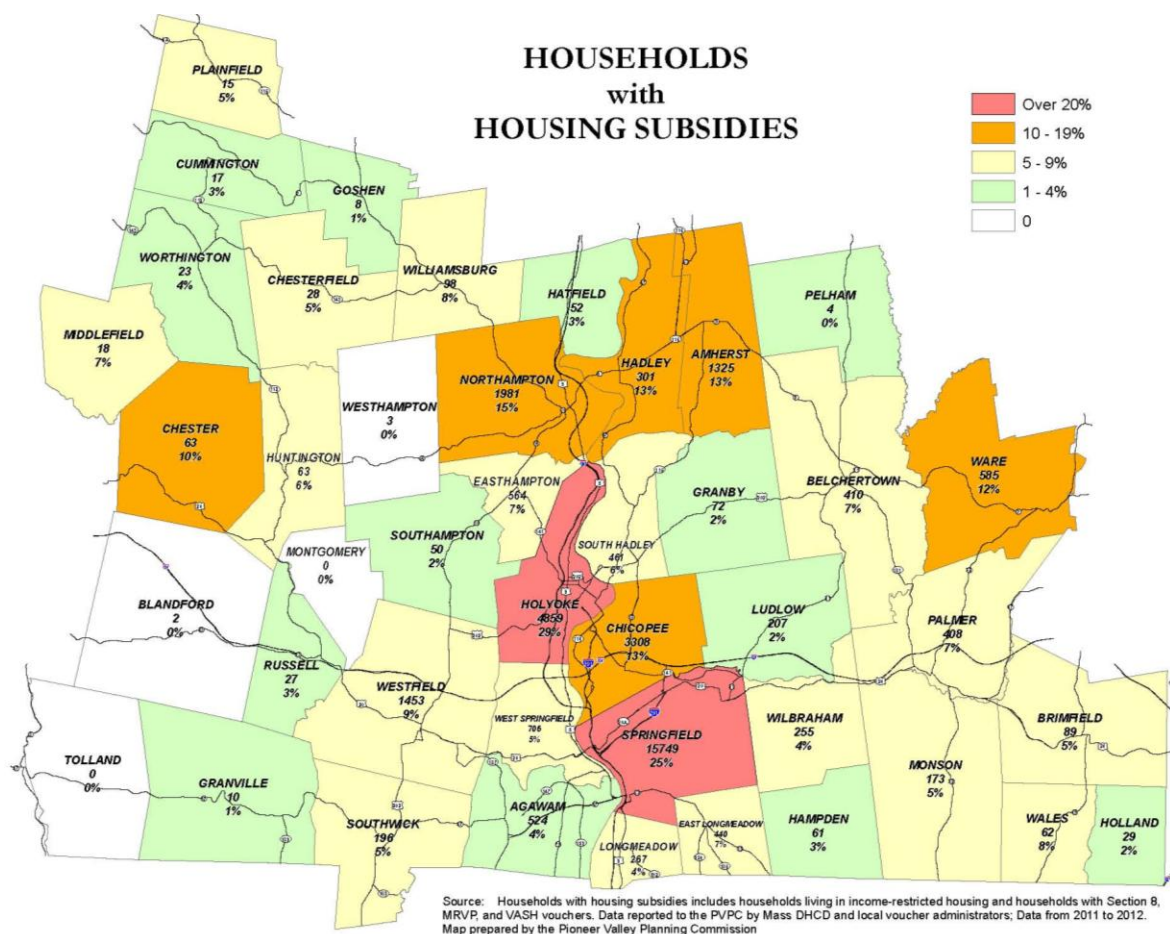 HOUSEHOLDS
with
HOUSING SUBSIDIES
Over 20%
10 - 19%
5 - 9%
1 - 4%
0
PLAINFIELD
15
5%
CUMMINGTON
17
3%
GOSHEN
8
1%
WORTHINGTON
23
4%
CHESTERFIELD
28
5%
WILLIAMSBURG
98
8%
HATFIELD
52
3%
PELHAM
4
0%
MIDDLEFIELD
18
7%
NORTHAMPTON
1981
15%
HADLEY
301
13%
AMHERST
1325
13%
WESTHAMPTON
3
0%
CHESTER
63
10%
HUNTINGTON
63
6%
EASTHAMPTON
564
7%
GRANBY
72
2%
BELCHERTOWN
410
7%
WARE
585
12%
SOUTHAMPTON
50
2%
SOUTH HADLEY
461
6%
MONTGOMERY
0
0%
BLANDFORD
2
0%
HOLYOKE
4859
29%
CHICOPEE
3308
13%
LUDLOW
207
2%
PALMER
408
7%
RUSSELL
27
3%
WESTFIELD
1453
9%
WEST SPRINGFIELD
706
5%
SPRINGFIELD
15749
25%
WILBRAHAM
255
4%
BRIMFIELD
89
5%
TOLLAND
0
0%
GRANVILLE
10
1%
MONSON
173
5%
SOUTHWICK
196
5%
AGAWAM
524
4%
LONGMEADOW
267
4%
EAST LONGMEADOW
440
7%
HAMPDEN
61
3%
WALES
62
8%
HOLLAND
29
2%
Source: Households with housing subsidies includes households living in income-restricted housing and households with Section 8,
MRVP, and VASH vouchers. Data reported to the PVPC by Mass DHCD and local voucher administrators; Data from 2011 to 2012.
Map prepared by the Pioneer Valley Planning Commission